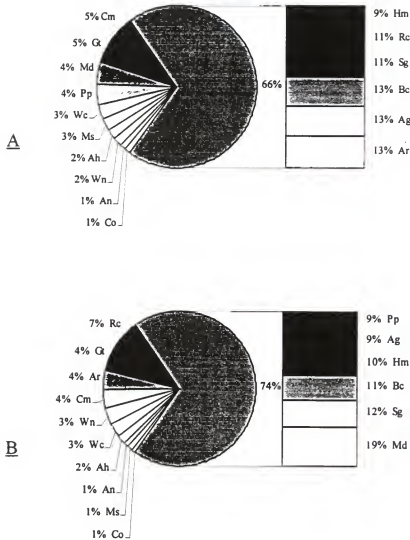 5% Cm
5% Gt
4% Md
4% Pp
3% Wc
3% Ms
2% Ah
2% Wn
1% An
1% Co
A
66%
9% Hm
11% Rc
11% Sg
13% Bc
13% Ag
13% Ar
7% Rc
4% Gt
4% Ar
4% Cm
3% Wn
3% Wc
2% Ah
1% An
1% Ms
1% Co
B
74%
9% Pp
9% Ag
10% Hm
11% Bc
12% Sg
19% Md